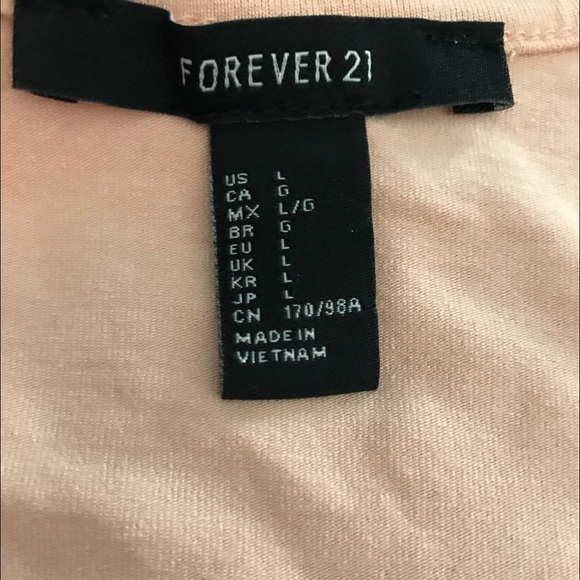 FOREVER 21
US L
CA G
MX L/G
BR G
EU L
UK L
KR L
JP L
CN 170/98A
MADE IN
VIETNAM